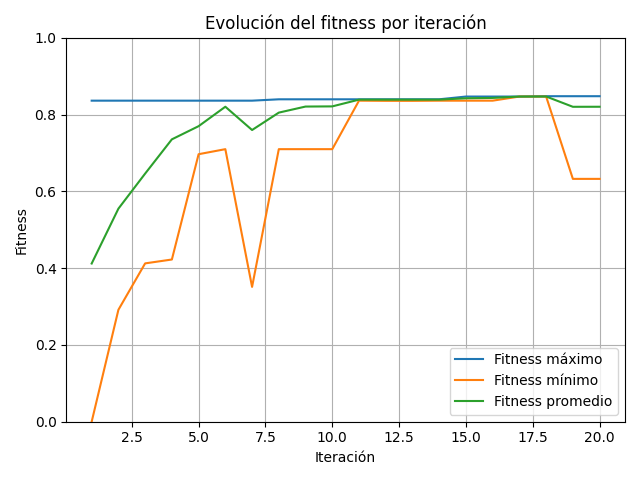 Evolución del fitness por iteración
Fitness
1.0
0.8
0.6
0.4
0.2
0.0
2.5 5.0 7.5 10.0 12.5 15.0 17.5 20.0
Iteración
Fitness máximo
Fitness mínimo
Fitness promedio